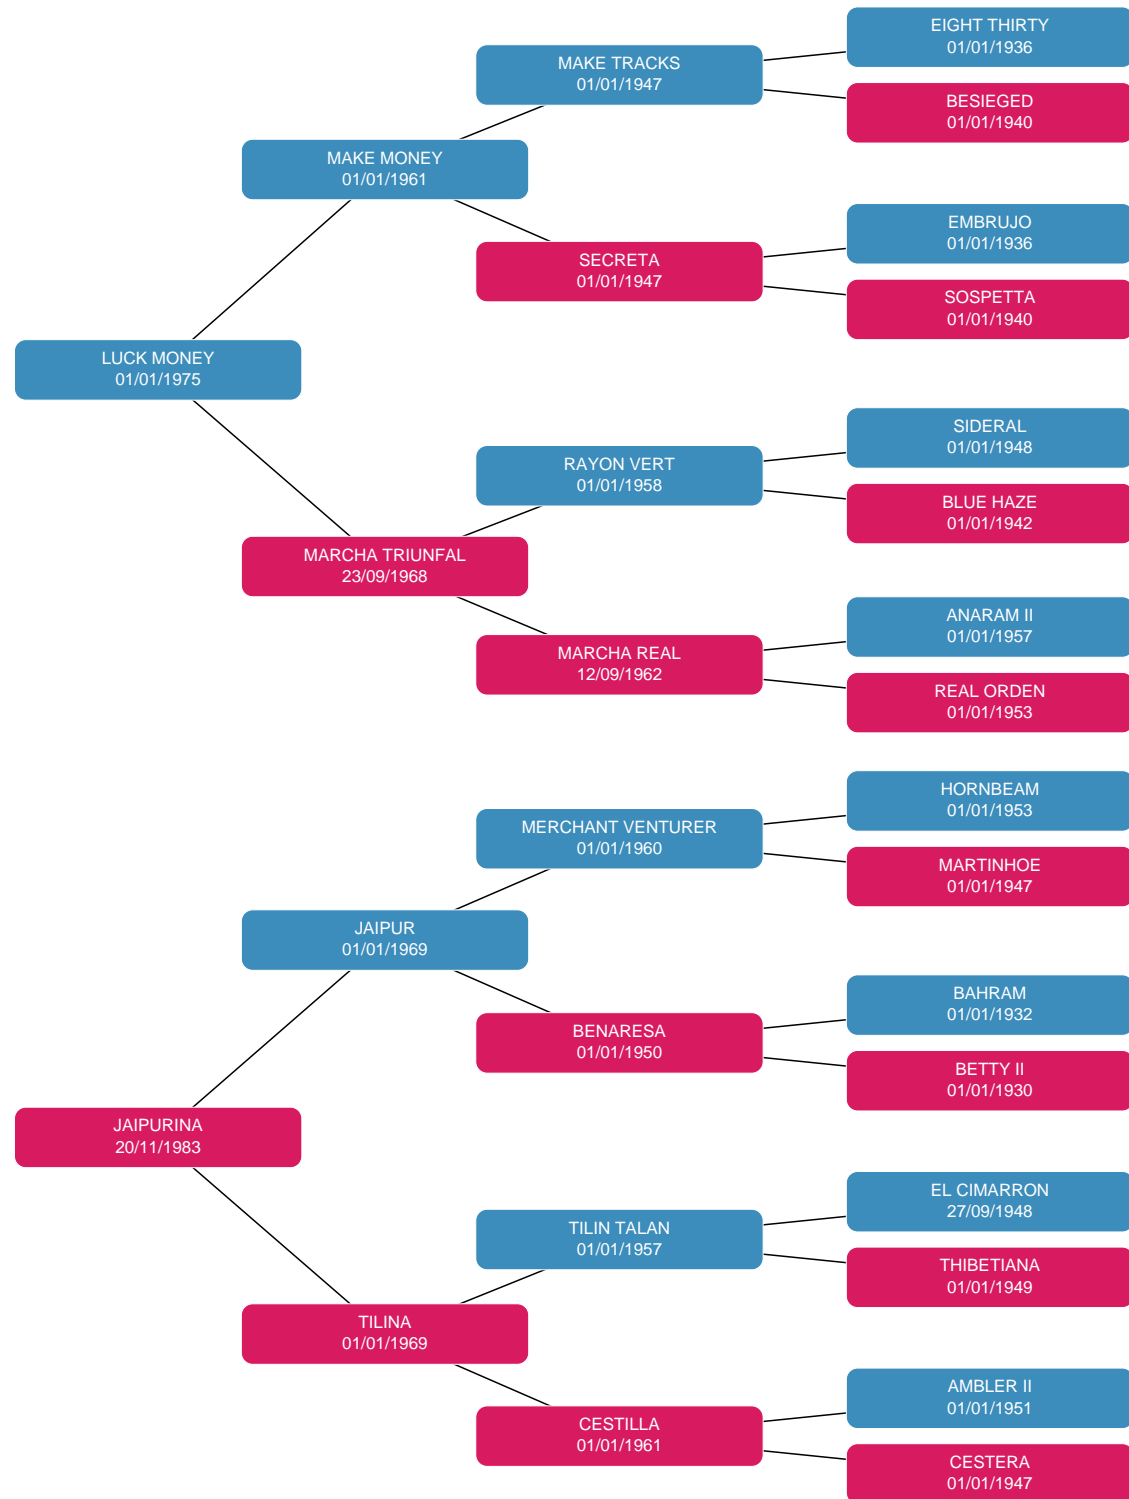 EIGHT THIRTY
01/01/1936
MAKE TRACKS
01/01/1947
BESIEGED
01/01/1940
MAKE MONEY
01/01/1961
EMBRUJO
01/01/1936
SECRETA
01/01/1947
SOSPETTA
01/01/1940
LUCK MONEY
01/01/1975
SIDERAL
01/01/1948
RAYON VERT
01/01/1958
BLUE HAZE
01/01/1942
MARCHA TRIUNFAL
23/09/1968
ANARAM II
01/01/1957
MARCHA REAL
12/09/1962
REAL ORDEN
01/01/1953
HORNBEAM
01/01/1953
MERCHANT VENTURER
01/01/1960
MARTINHOE
01/01/1947
JAIPUR
01/01/1969
BAHRAM
01/01/1932
BENARESA
01/01/1950
BETTY II
01/01/1930
JAIPURINA
20/11/1983
EL CIMARRON
27/09/1948
TILIN TALAN
01/01/1957
THIBETIANA
01/01/1949
TILINA
01/01/1969
AMBLER II
01/01/1951
CESTILLA
01/01/1961
CESTERA
01/01/1947